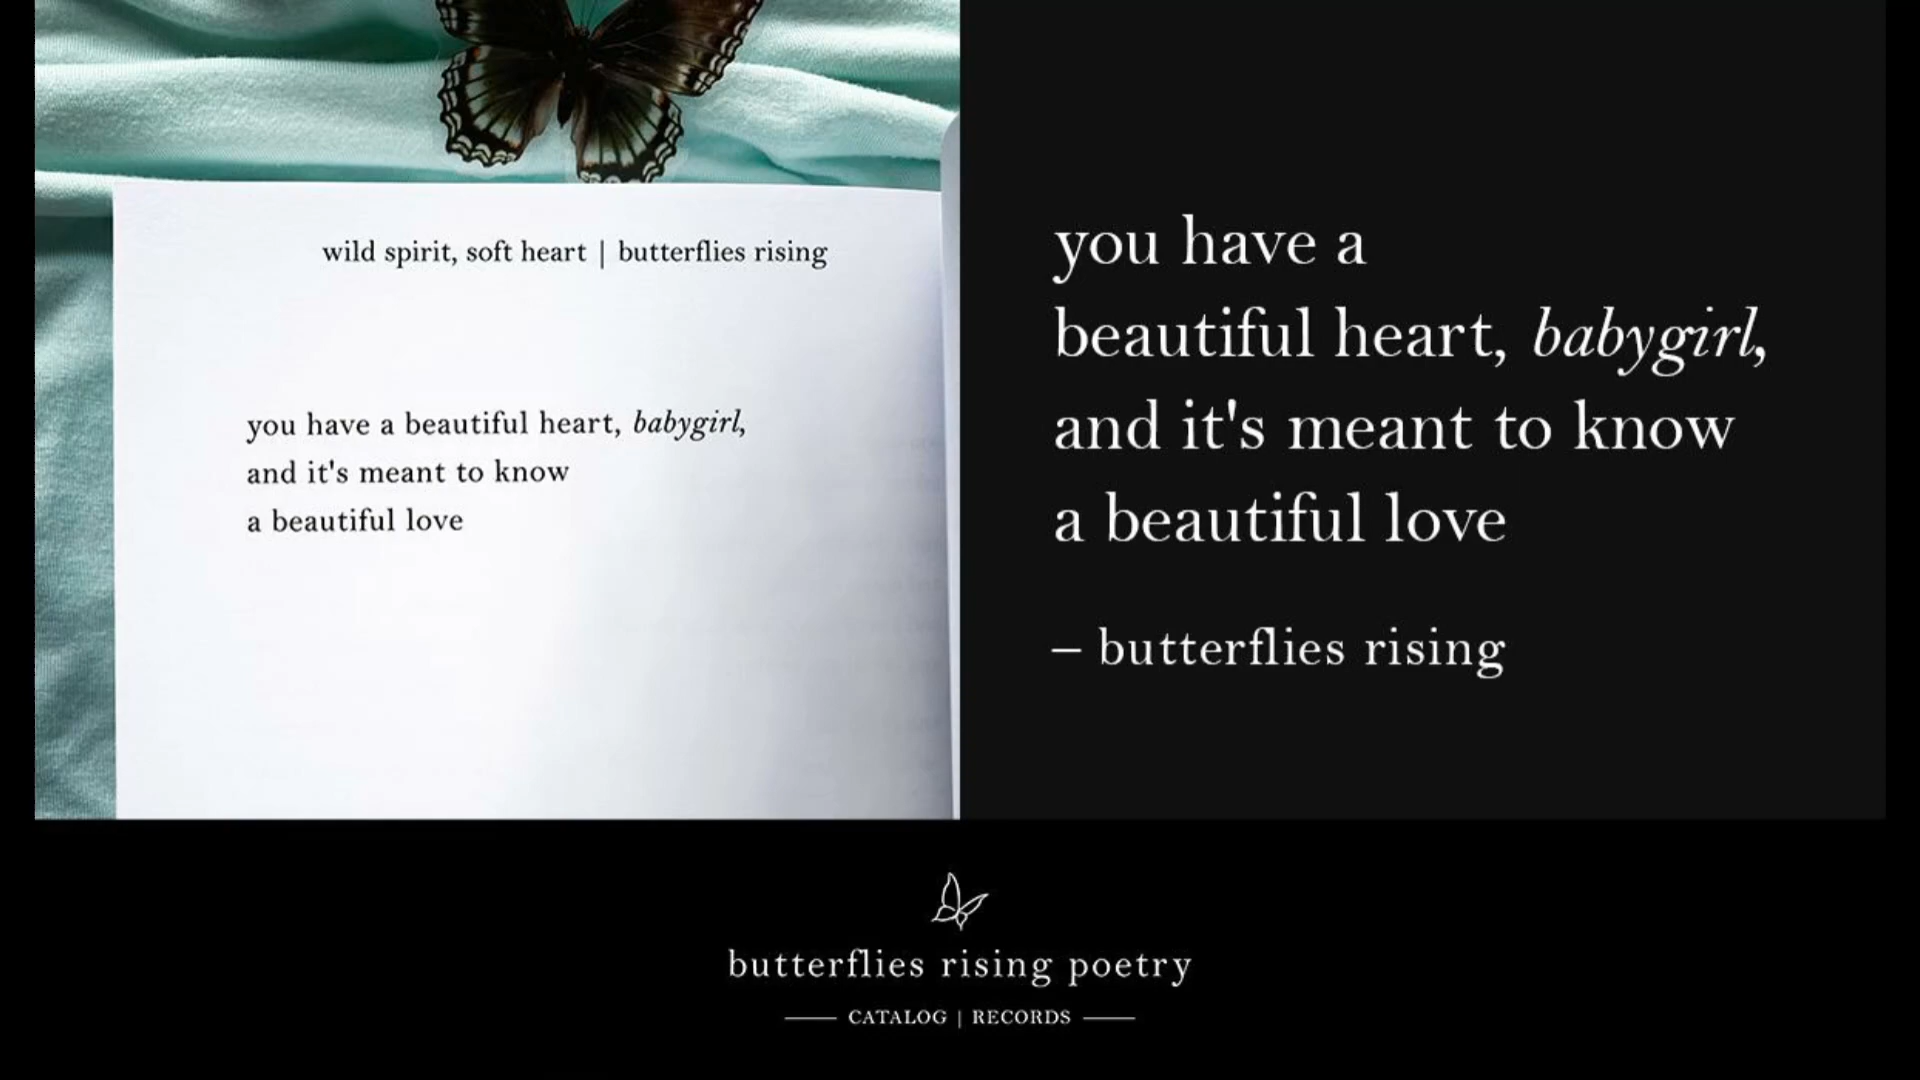 wild spirit, soft heart | butterflies rising
you have a beautiful heart, babygirl,
and it's meant to know
a beautiful love
you have a
beautiful heart, babygirl,
and it's meant to know
a beautiful love
– butterflies rising
butterflies rising poetry
CATALOG | RECORDS